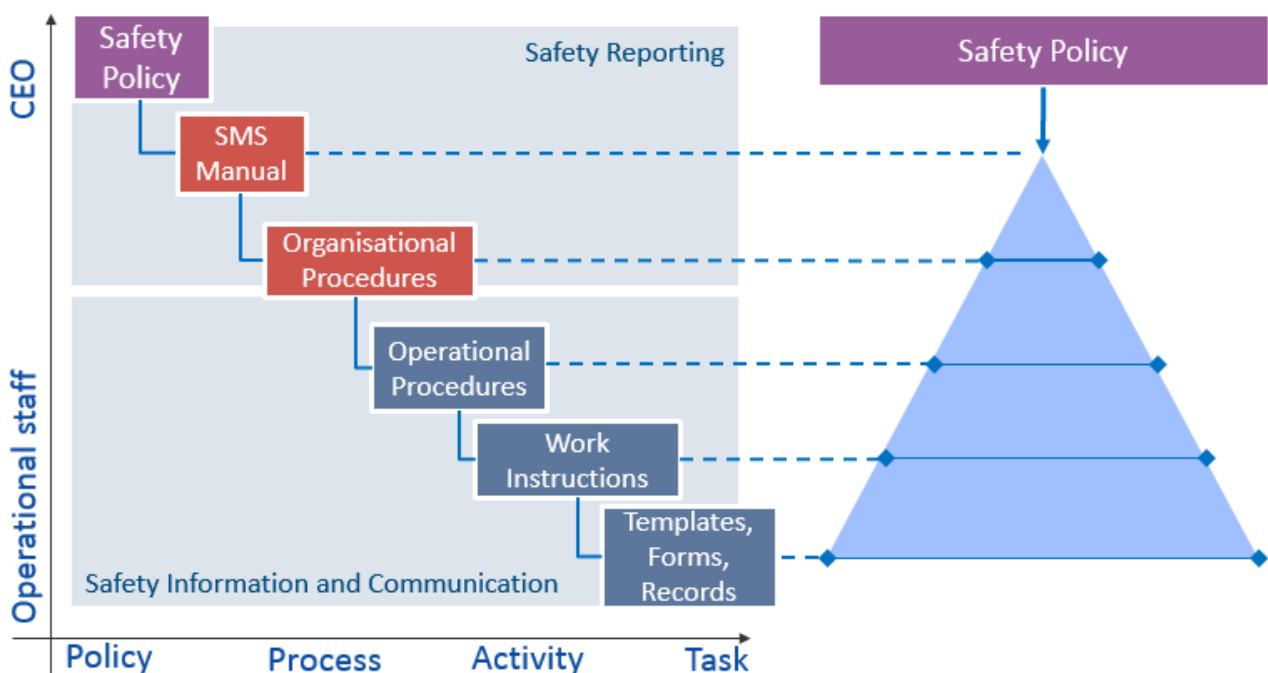 CEO
Operational staff
Safety
Policy
Safety Reporting
Safety Policy
SMS
Manual
Organisational
Procedures
Operational
Procedures
Work
Instructions
Templates,
Forms,
Records
Safety Information and Communication
Policy
Process
Activity
Task